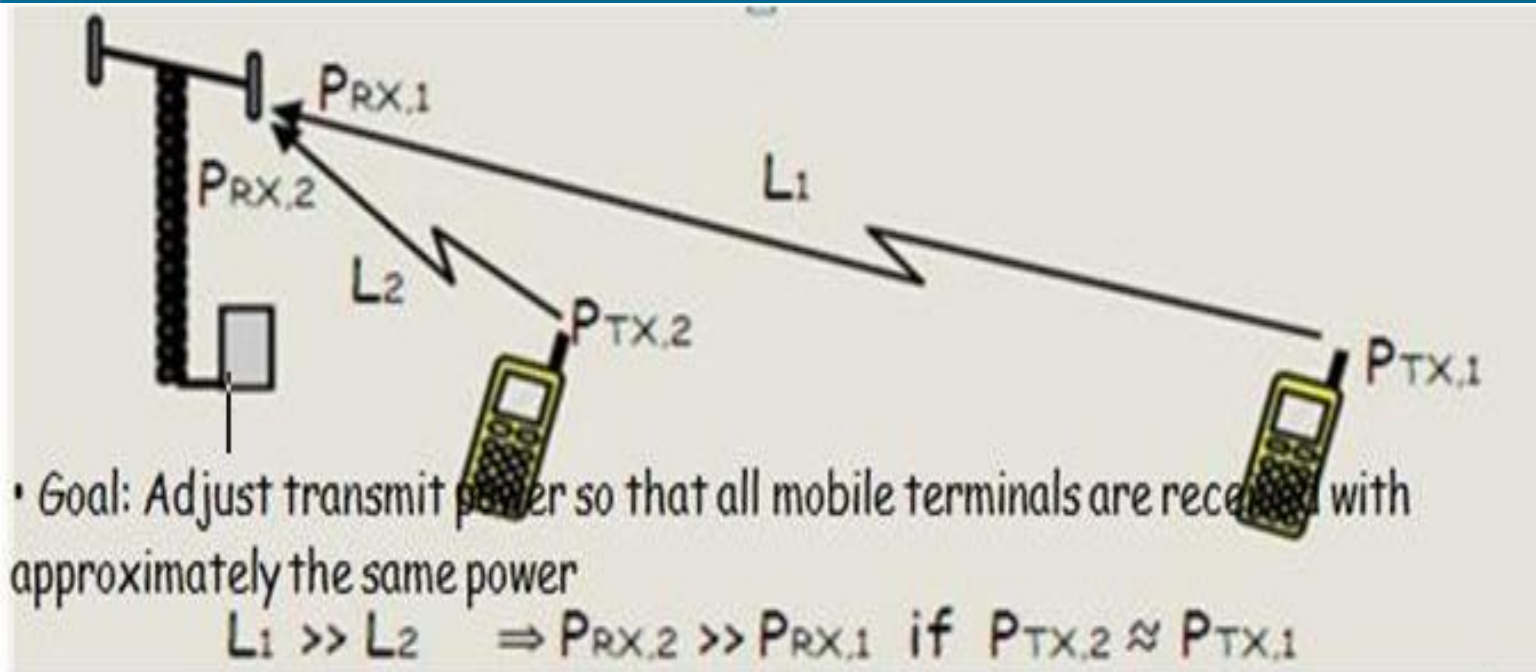 PRX,1
PRX,2
L1
L2
PTX,2
PTX,1
• Goal: Adjust transmit power so that all mobile terminals are received with
approximately the same power
L1 >> L2 ⇒ PRX,2 >> PRX,1 if PTX,2 ≈ PTX,1